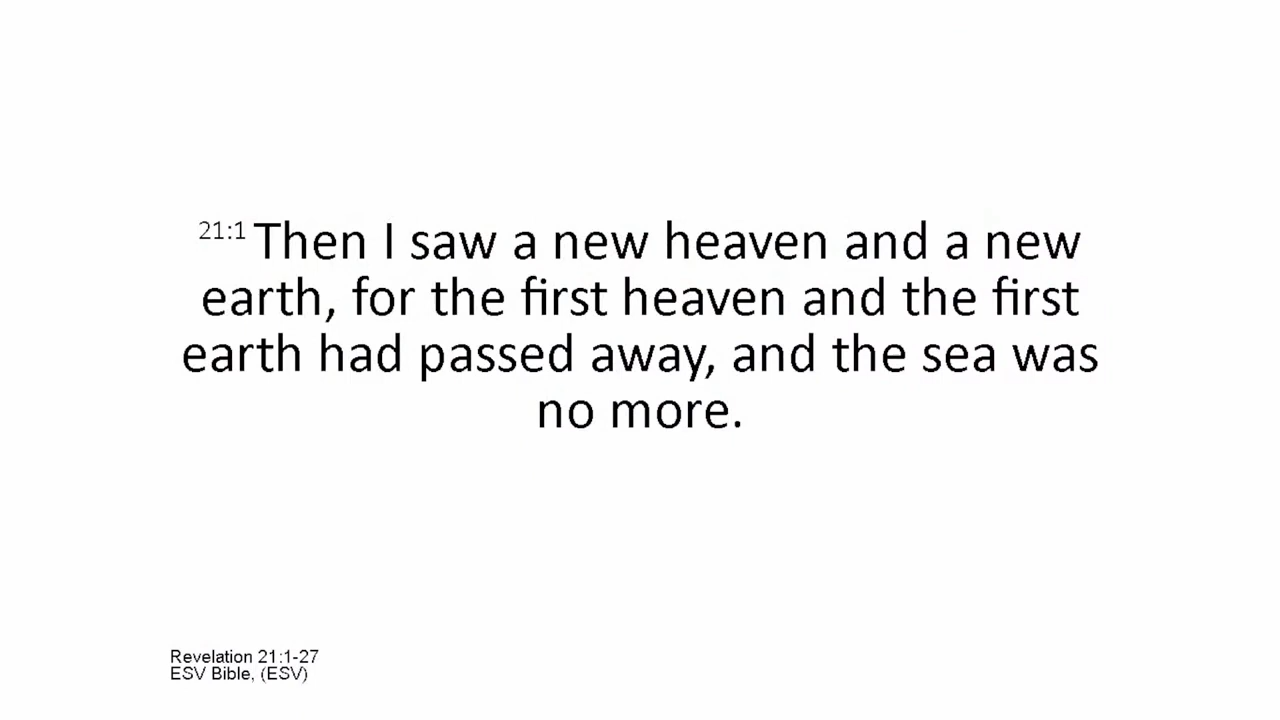 21:1 Then I saw a new heaven and a new
earth, for the first heaven and the first
earth had passed away, and the sea was
no more.
Revelation 21:1-27
ESV Bible, (ESV)